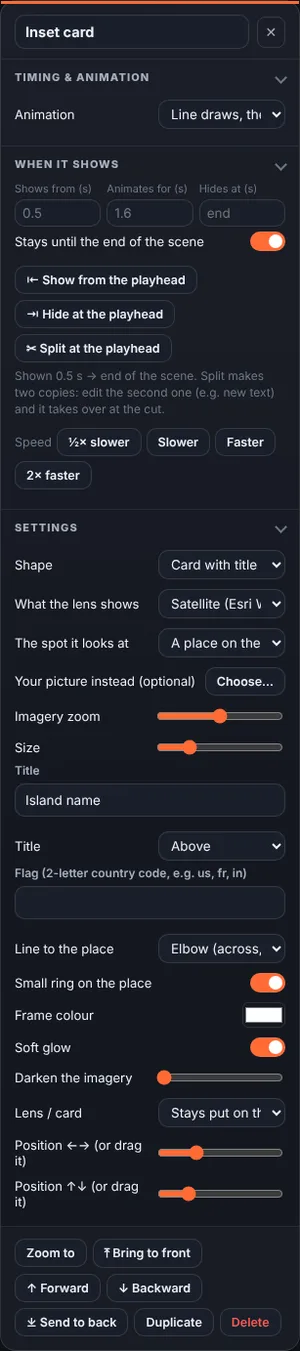 Inset card
✕
TIMING & ANIMATION
Animation Line draws, the
WHEN IT SHOWS
Shows from (s) Animates for (s) Hides at (s)
0.5 1.6 end
Stays until the end of the scene
⇤ Show from the playhead
⇥ Hide at the playhead
✂ Split at the playhead
Shown 0.5 s → end of the scene. Split makes
two copies: edit the second one (e.g. new text)
and it takes over at the cut.
Speed ½× slower Slower Faster
2× faster
SETTINGS
Shape Card with title
What the lens shows Satellite (Esri
The spot it looks at A place on the
Your picture instead (optional) Choose...
Imagery zoom
Size
Title
Island name
Title Above
Flag (2-letter country code, e.g. us, fr, in)
Line to the place Elbow (across,
Small ring on the place
Frame colour
Soft glow
Darken the imagery
Lens / card Stays put on th
Position ←→ (or drag
it)
Position ↑↓ (or drag
it)
Zoom to ⤒ Bring to front
↑ Forward ↓ Backward
⤓ Send to back Duplicate Delete